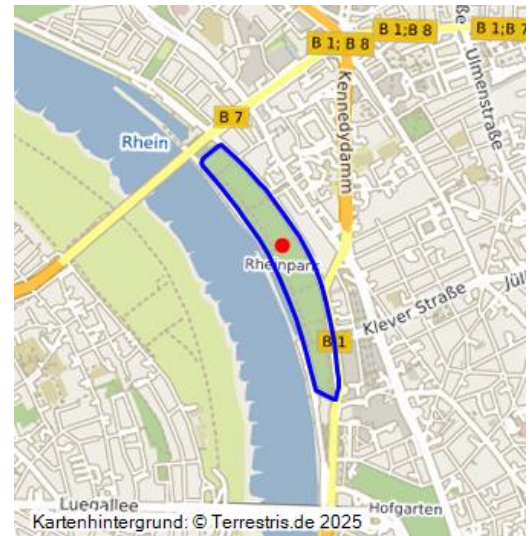 B 1; B 8
B 1;B 8
B 1;B 7
Ulmenstraße
Kennedydamm
B 7
Rhein
Rheinpark
Klever Straße
B 1
Luegallee
Hofgarten
Kartenhintergrund: © Terrestris.de 2025